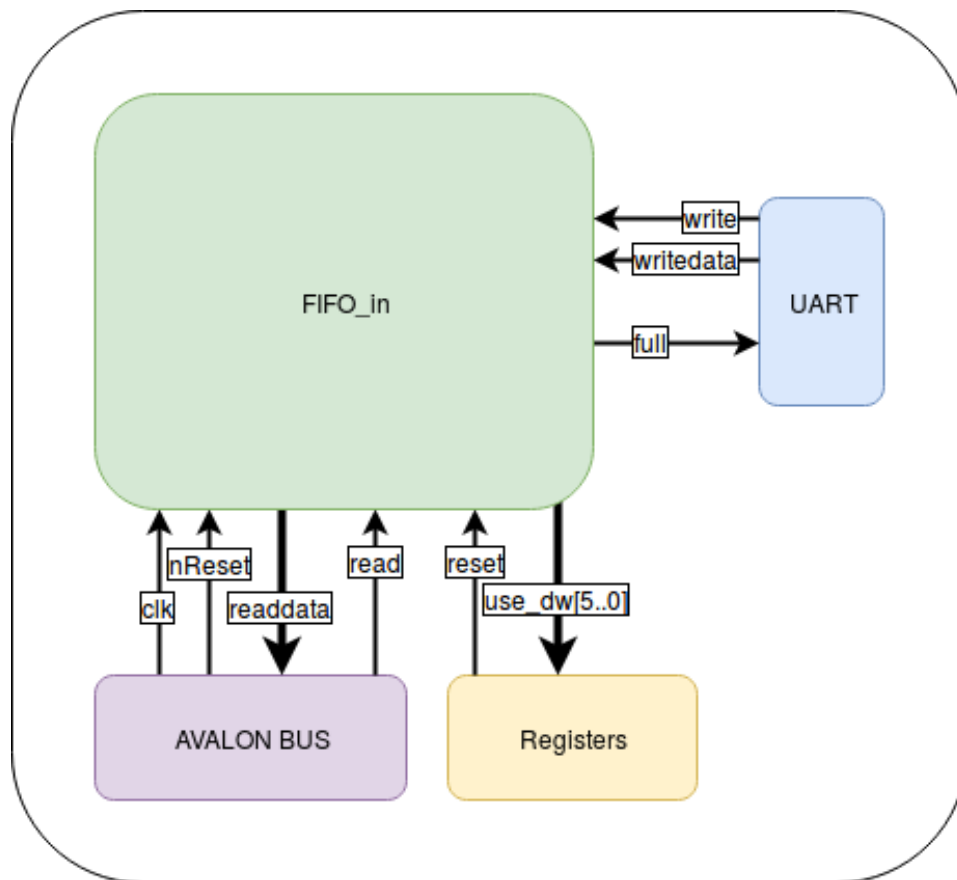 write
writedata
FIFO_in
UART
full
nReset
read
reset
clk
readdata
use_dw[5..0]
AVALON BUS
Registers